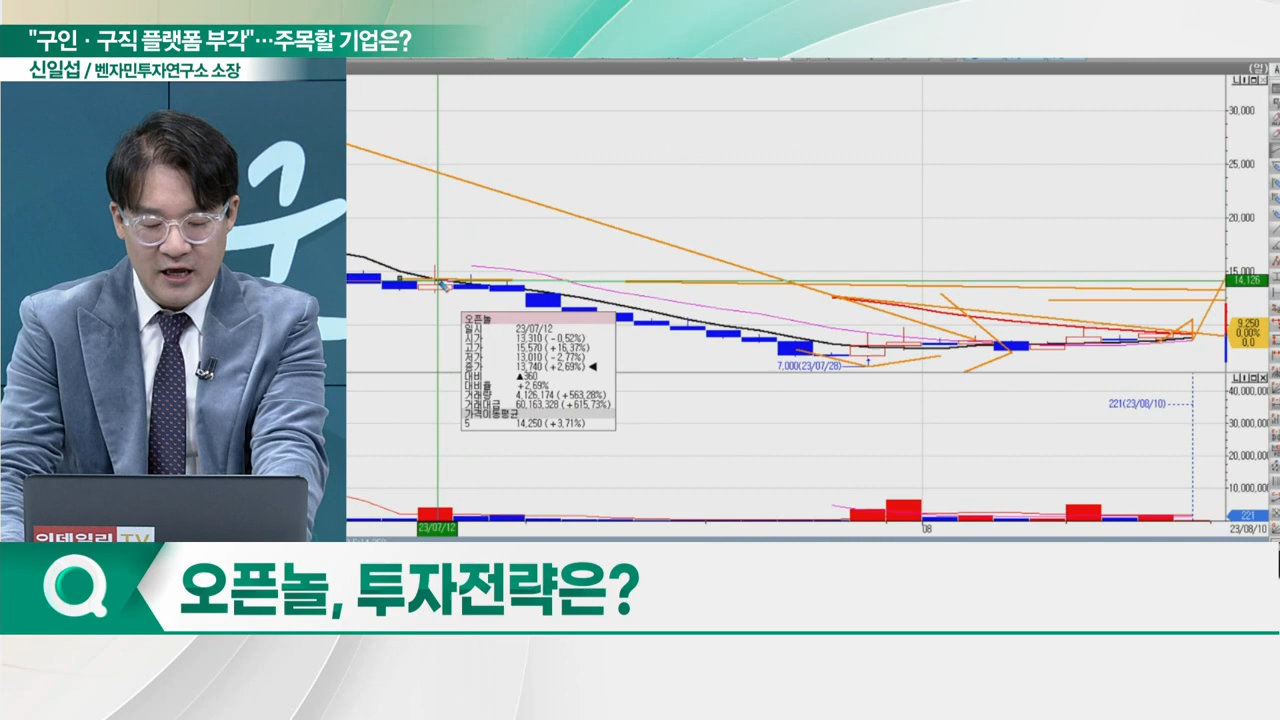 "구인·구직 플랫폼 부각"…주목할 기업은?
신일섭 / 벤자민투자연구소 소장
(일)
30,000
25,000
20,000
15,000
14,126
9,250
0.00%
0.0
오픈놀
일시 23/07/12
시가 13,310 (-0.52%)
고가 15,570 (+16.37%)
저가 13,010 (-2.77%)
종가 13,740 (+2.69%) ◀
대비 ▲360
대비율 +2.69%
거래량 4,126,174 (+563.28%)
거래대금 60,163,328 (+615.73%)
가격이동평균
5 14,250 (+3.71%)
7,000(23/07/28)
221(23/08/10)
40,000,000
30,000,000
20,000,000
10,000,000
221
23/07/12
08
23/08/10
이데일리 TV
Q 오픈놀, 투자전략은?